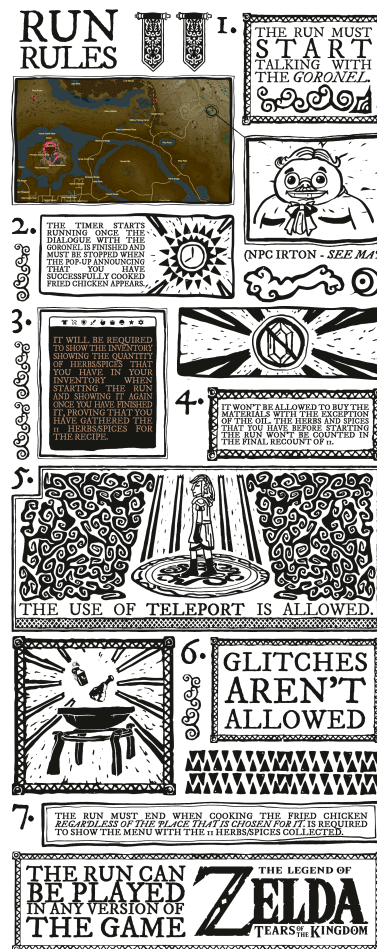 RUN
RULES
1.
THE RUN MUST
START
TALKING WITH
THE GORONEL.
(NPC IRTON - SEE MA
2.
THE TIMER STARTS
RUNNING ONCE THE
DIALOGUE WITH THE
GORONEL IS FINISHED AND
MUST BE STOPPED WHEN
THE POP-UP ANNOUNCING
THAT YOU HAVE
SUCCESSFULLY COOKED
FRIED CHICKEN APPEARS.
3.
IT WILL BE REQUIRED
TO SHOW THE INVENTORY
SHOWING THE QUANTITY
OF HERBS/SPICES THAT
YOU HAVE IN YOUR
INVENTORY WHEN
STARTING THE RUN
AND SHOWING IT AGAIN
ONCE YOU HAVE FINISHED
IT, PROVING THAT YOU
HAVE GATHERED THE
11 HERBS/SPICES FOR
THE RECIPE.
4.
IT WON'T BE ALLOWED TO BUY THE
MATERIALS WITH THE EXCEPTION
OF THE OIL. THE HERBS AND SPICES
THAT YOU HAVE BEFORE STARTING
THE RUN WON'T BE COUNTED IN
THE FINAL RECOUNT OF 11.
5.
THE USE OF TELEPORT IS ALLOWED.
6.
GLITCHES
AREN'T
ALLOWED
7.
THE RUN MUST END WHEN COOKING THE FRIED CHICKEN
REGARDLESS OF THE PLACE THAT IS CHOSEN FOR IT. IS REQUIRED
TO SHOW THE MENU WITH THE 11 HERBS/SPICES COLLECTED.
THE RUN CAN
BE PLAYED
IN ANY VERSION OF
THE GAME
THE LEGEND OF
ZELDA
TEARS OF THE KINGDOM